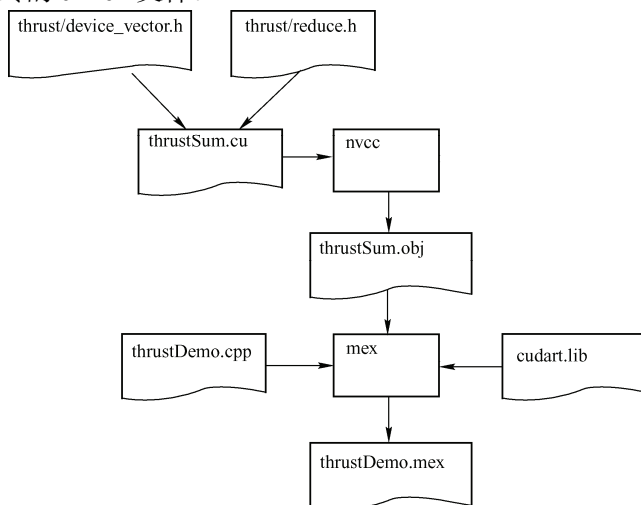 thrust/device_vector.h
thrust/reduce.h
thrustSum.cu
nvcc
thrustSum.obj
thrustDemo.cpp
mex
cudart.lib
thrustDemo.mex